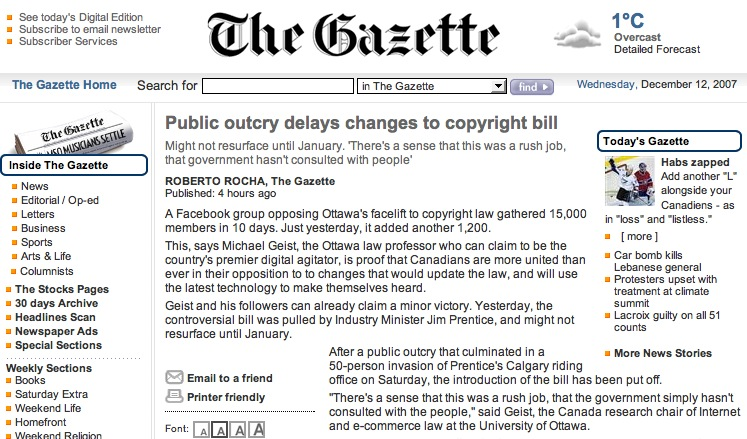 See today's Digital Edition
Subscribe to email newsletter
Subscriber Services
The Gazette
1°C
Overcast
Detailed Forecast
The Gazette Home
Search for
in The Gazette
find
Wednesday, December 12, 2007
The Gazette
MUSICIANS SETTLE
Inside The Gazette
News
Editorial / Op-ed
Letters
Business
Sports
Arts & Life
Columnists
The Stocks Pages
30 days Archive
Headlines Scan
Newspaper Ads
Special Sections
Weekly Sections
Books
Saturday Extra
Weekend Life
Homefront
Weekend Religion
Public outcry delays changes to copyright bill
Might not resurface until January. 'There's a sense that this was a rush job,
that government hasn't consulted with people'
ROBERTO ROCHA, The Gazette
Published: 4 hours ago
A Facebook group opposing Ottawa's facelift to copyright law gathered 15,000
members in 10 days. Just yesterday, it added another 1,200.
This, says Michael Geist, the Ottawa law professor who can claim to be the
country's premier digital agitator, is proof that Canadians are more united than
ever in their opposition to to changes that would update the law, and will use
the latest technology to make themselves heard.
Geist and his followers can already claim a minor victory. Yesterday, the
controversial bill was pulled by Industry Minister Jim Prentice, and might not
resurface until January.
Email to a friend
Printer friendly
Font: A A A A
After a public outcry that culminated in a
50-person invasion of Prentice's Calgary riding
office on Saturday, the introduction of the bill has been put off.
"There's a sense that this was a rush job, that the government simply hasn't
consulted with the people," said Geist, the Canada research chair of Internet
and e-commerce law at the University of Ottawa.
Today's Gazette
Habs zapped
Add another "L"
alongside your
Canadiens - as
in "loss" and "listless."
[ more ]
Car bomb kills
Lebanese general
Protesters upset with
treatment at climate
summit
Lacroix guilty on all 51
counts
More News Stories